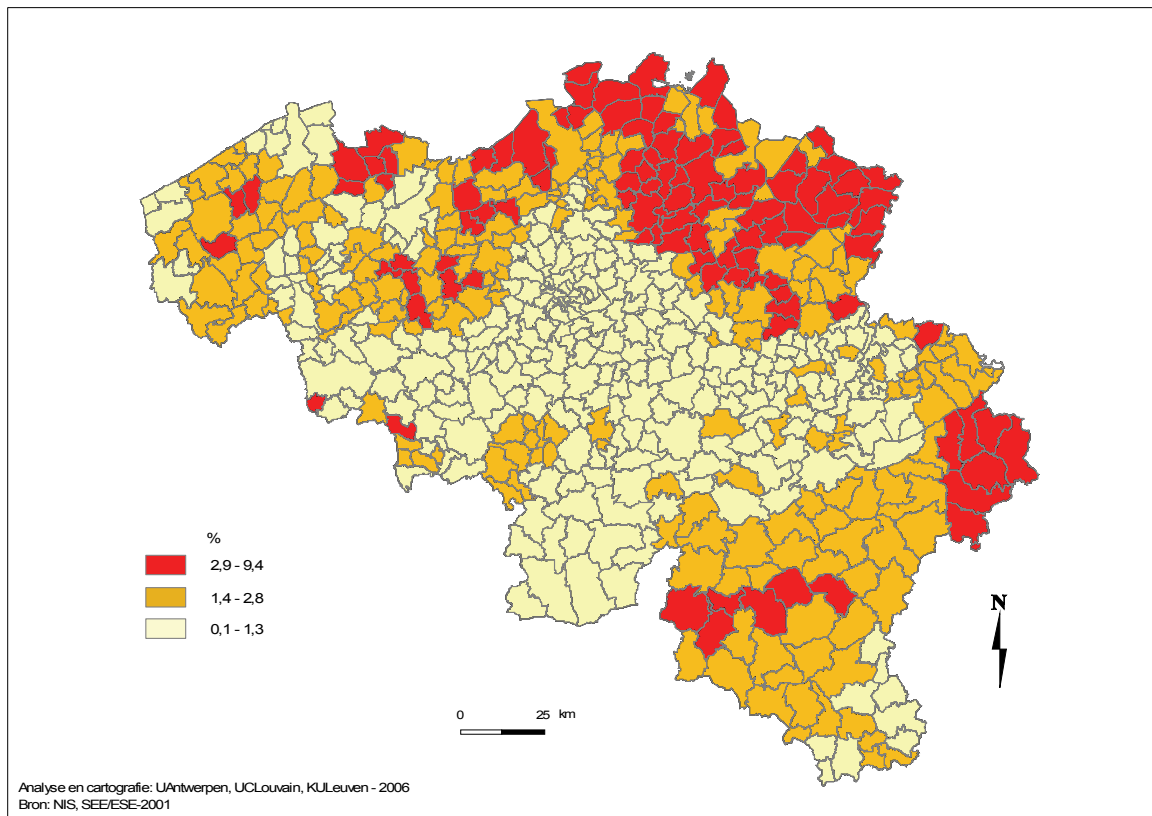 %
2,9 - 9,4
1,4 - 2,8
0,1 - 1,3
N
0 25 km
Analyse en cartografie: UAntwerpen, UCLouvain, KULeuven - 2006
Bron: NIS, SEE/ESE-2001